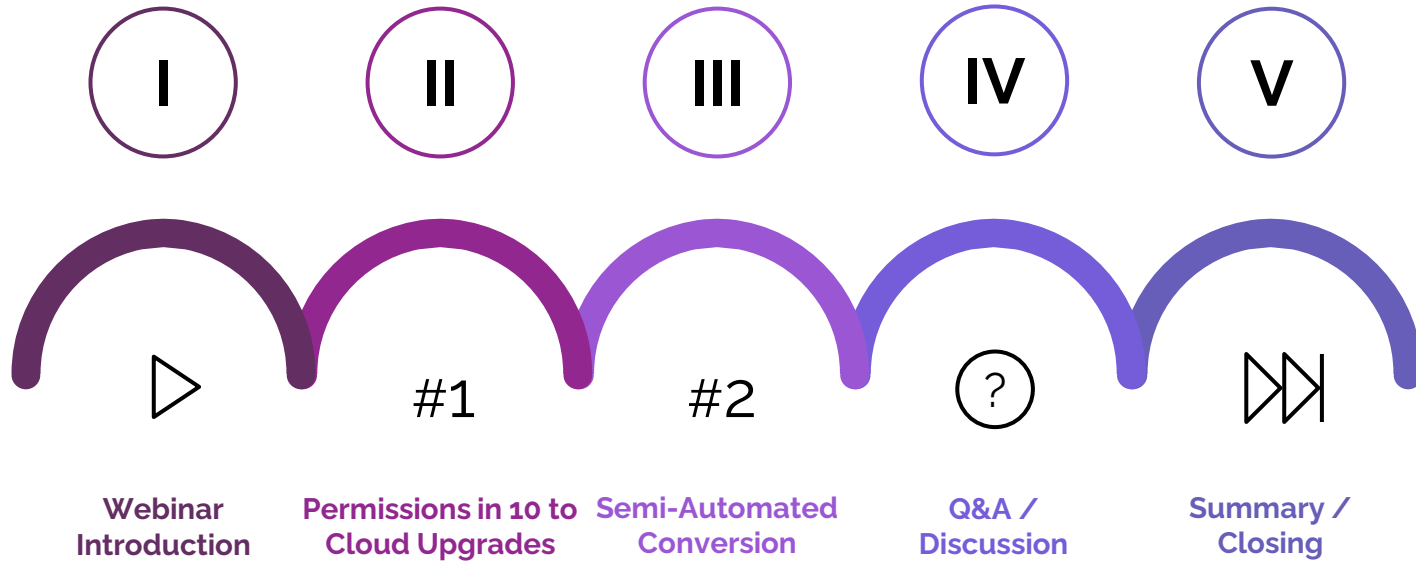 I
II
III
IV
V
#1
#2
?
Webinar
Introduction
Permissions in 10 to
Cloud Upgrades
Semi-Automated
Conversion
Q&A /
Discussion
Summary /
Closing